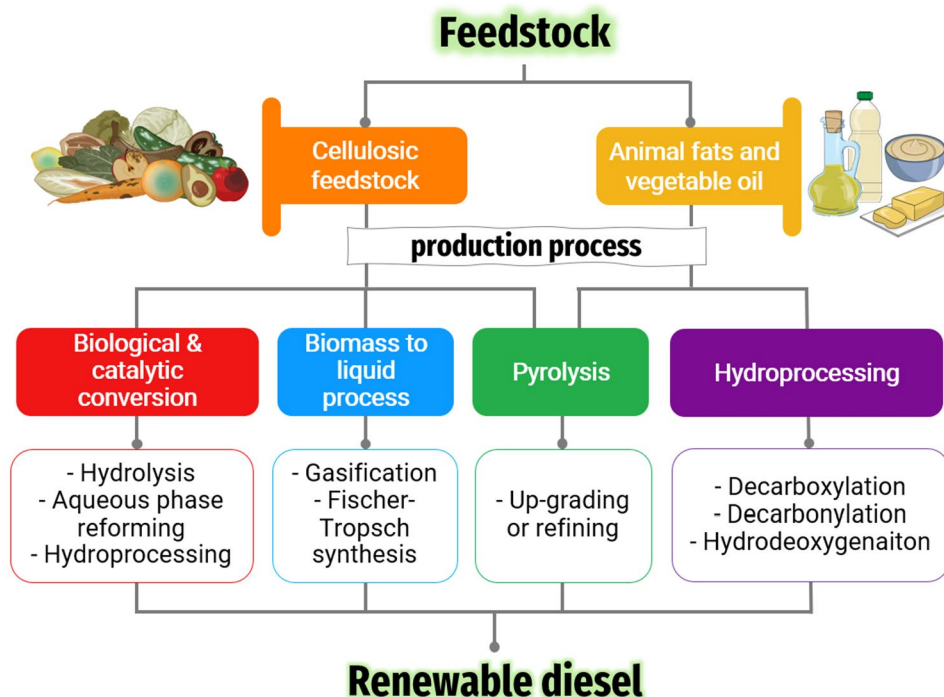 Feedstock
Cellulosic
feedstock
Animal fats and
vegetable oil
production process
Biological &
catalytic
conversion
Biomass to
liquid
process
Pyrolysis
Hydroprocessing
- Hydrolysis
- Aqueous phase
reforming
- Hydroprocessing
- Gasification
- Fischer-
Tropsch
synthesis
- Up-grading
or refining
- Decarboxylation
- Decarbonylation
- Hydrodeoxygenaiton
Renewable diesel